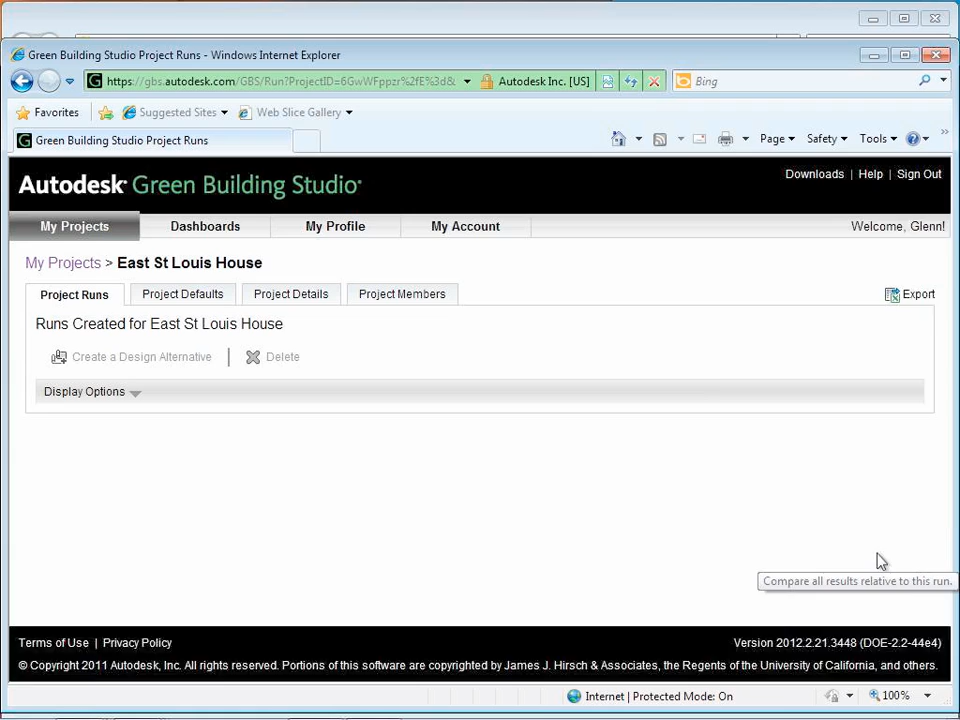 Green Building Studio Project Runs - Windows Internet Explorer
https://gbs.autodesk.com/GBS/Run?ProjectID=6GwWFppzr%2fE%3d& Autodesk Inc. [US] Bing
Favorites Suggested Sites Web Slice Gallery
Green Building Studio Project Runs Page Safety Tools
Autodesk® Green Building Studio® Downloads | Help | Sign Out
My Projects Dashboards My Profile My Account Welcome, Glenn!
My Projects > East St Louis House
Project Runs Project Defaults Project Details Project Members Export
Runs Created for East St Louis House
Create a Design Alternative | Delete
Display Options
Compare all results relative to this run.
Terms of Use | Privacy Policy Version 2012.2.21.3448 (DOE-2.2-44e4)
© Copyright 2011 Autodesk, Inc. All rights reserved. Portions of this software are copyrighted by James J. Hirsch & Associates, the Regents of the University of California, and others.
Internet | Protected Mode: On 100%